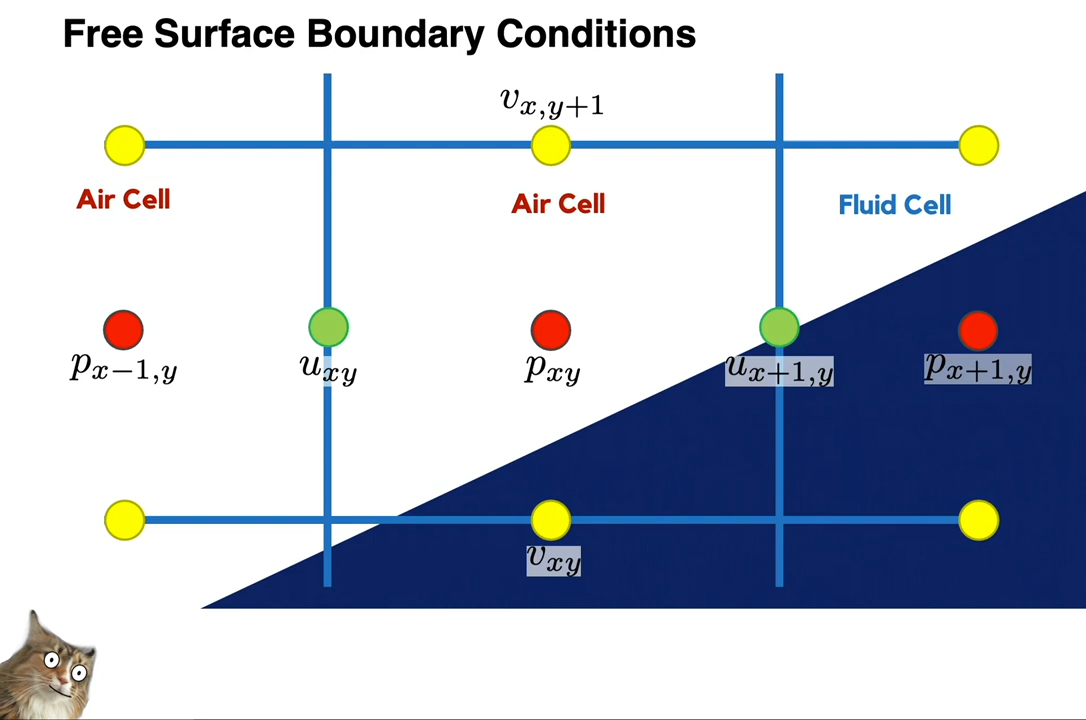 Free Surface Boundary Conditions
v_{x,y+1}
Air Cell Air Cell Fluid Cell
p_{x-1,y} u_{xy} p_{xy} u_{x+1,y} p_{x+1,y}
v_{xy}